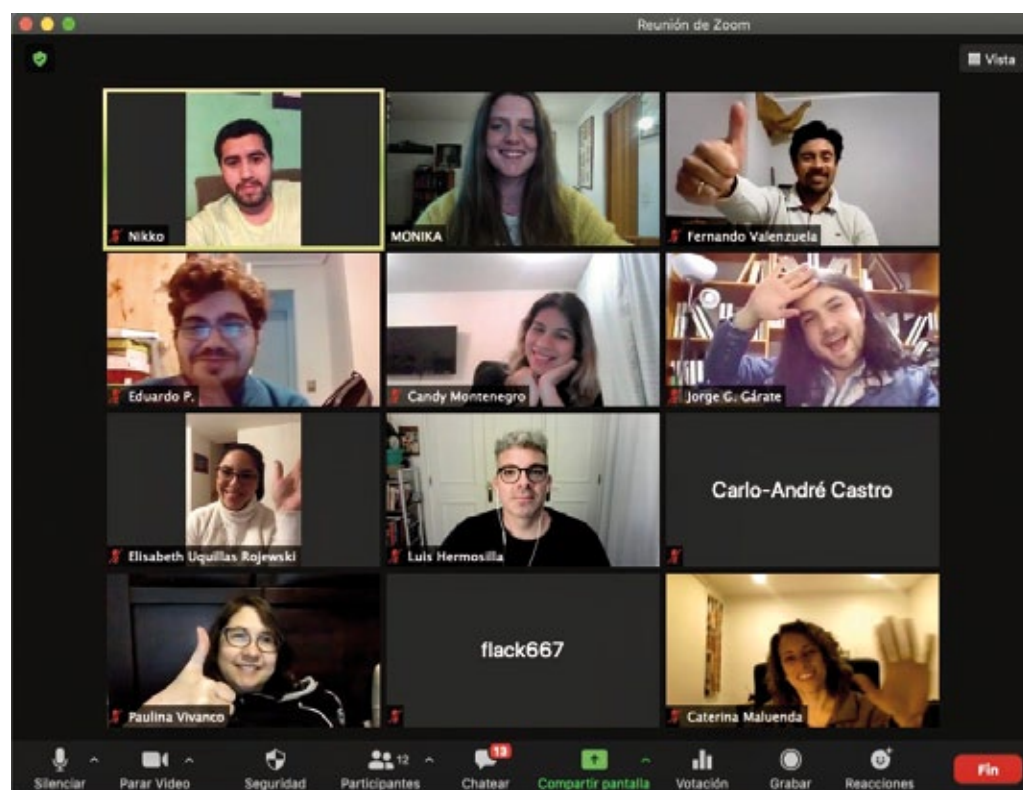 Reunión de Zoom
Vista
Nikko
MONIKA
Fernando Valenzuela
Eduardo P.
Candy Montenegro
Jorge G. Gárate
Elisabeth Uquillas Rojewski
Luis Hermosilla
Carlo-André Castro
Paulina Vivanco
flack667
Caterina Maluenda
12
13
Silenciar
Parar Video
Seguridad
Participantes
Chatear
Compartir pantalla
Votación
Grabar
Reacciones
Fin